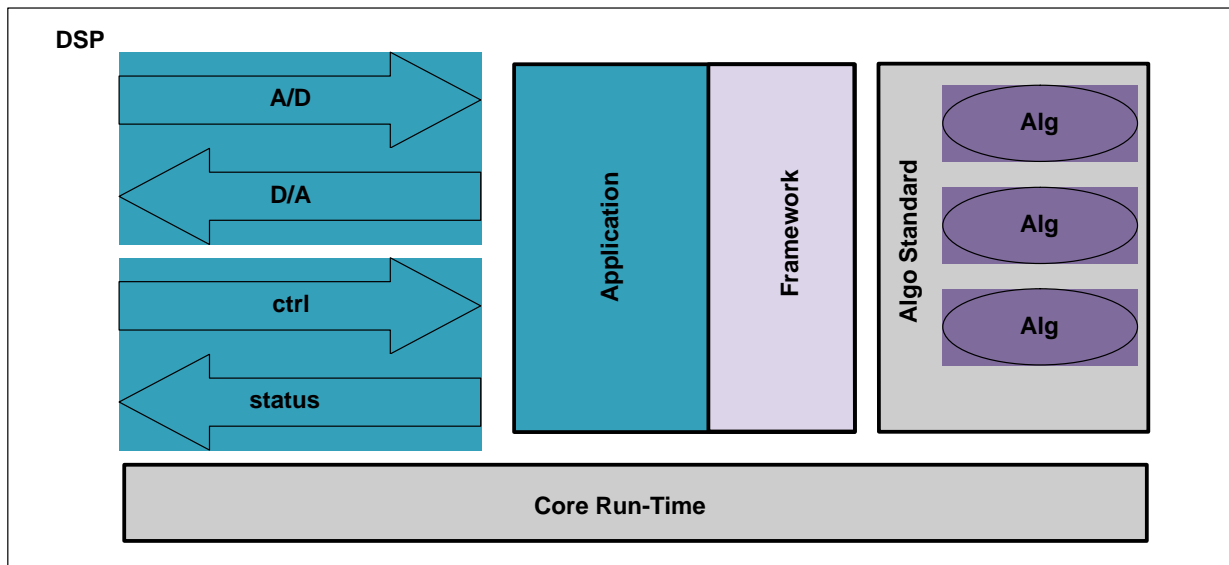 DSP
A/D
D/A
ctrl
status
Application
Framework
Algo Standard
Alg
Alg
Alg
Core Run-Time